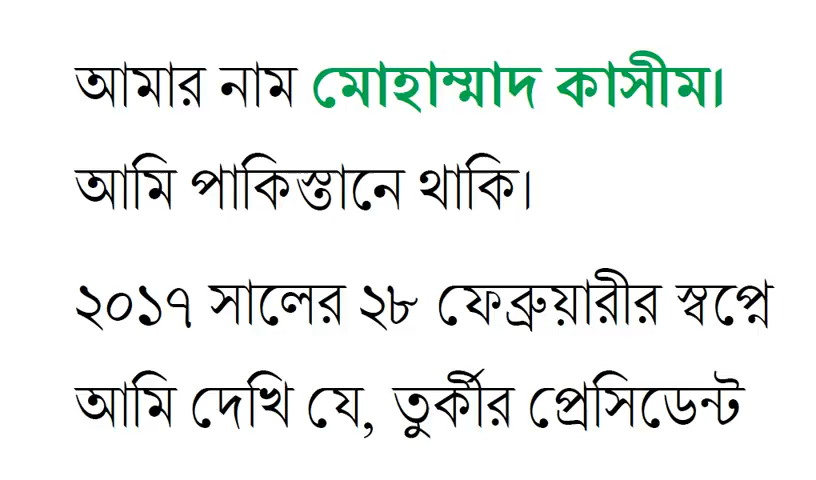 আমার নাম মোহাম্মাদ কাসীম।
আমি পাকিস্তানে থাকি।
২০১৭ সালের ২৮ ফেব্রুয়ারীর স্বপ্নে
আমি দেখি যে, তুর্কীর প্রেসিডেন্ট